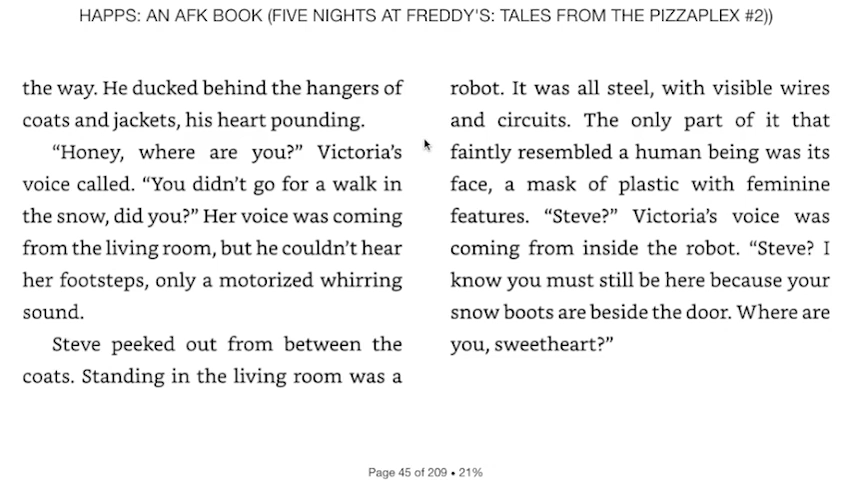 HAPPS: AN AFK BOOK (FIVE NIGHTS AT FREDDY'S: TALES FROM THE PIZZAPLEX #2))
the way. He ducked behind the hangers of
coats and jackets, his heart pounding.
“Honey, where are you?” Victoria’s
voice called. “You didn’t go for a walk in
the snow, did you?” Her voice was coming
from the living room, but he couldn’t hear
her footsteps, only a motorized whirring
sound.
Steve peeked out from between the
coats. Standing in the living room was a
robot. It was all steel, with visible wires
and circuits. The only part of it that
faintly resembled a human being was its
face, a mask of plastic with feminine
features. “Steve?” Victoria’s voice was
coming from inside the robot. “Steve? I
know you must still be here because your
snow boots are beside the door. Where are
you, sweetheart?”
Page 45 of 209 • 21%